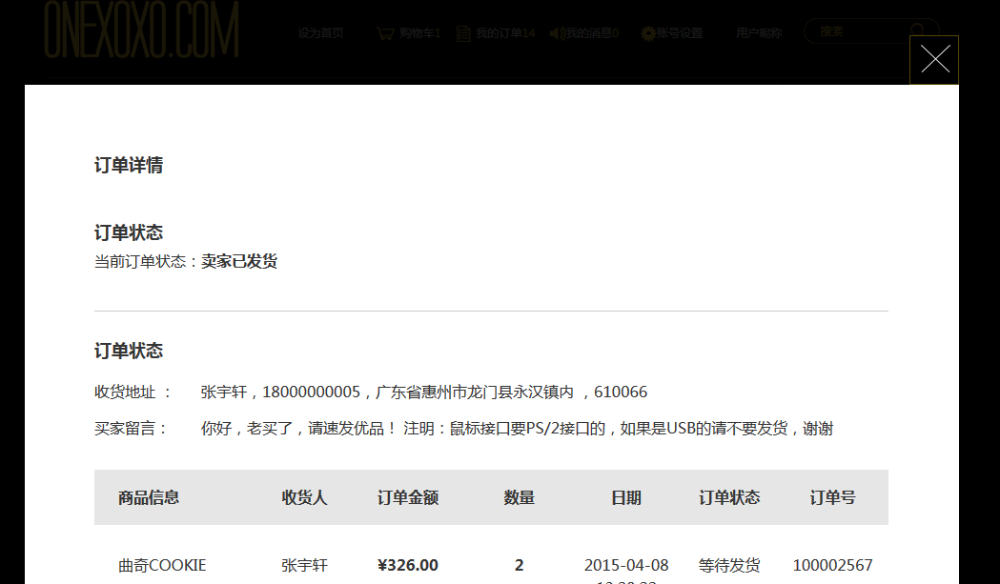 ONEXOXO.COM
设为首页 购物车1 我的订单14 我的消息0 账号设置 用户昵称 搜索
订单详情
订单状态
当前订单状态：卖家已发货
订单状态
收货地址 ： 张宇轩，18000000005，广东省惠州市龙门县永汉镇内 ，610066
买家留言： 你好，老买了，请速发优品！ 注明：鼠标接口要PS/2接口的，如果是USB的请不要发货，谢谢
商品信息 收货人 订单金额 数量 日期 订单状态 订单号
曲奇COOKIE 张宇轩 ¥326.00 2 2015-04-08 等待发货 100002567